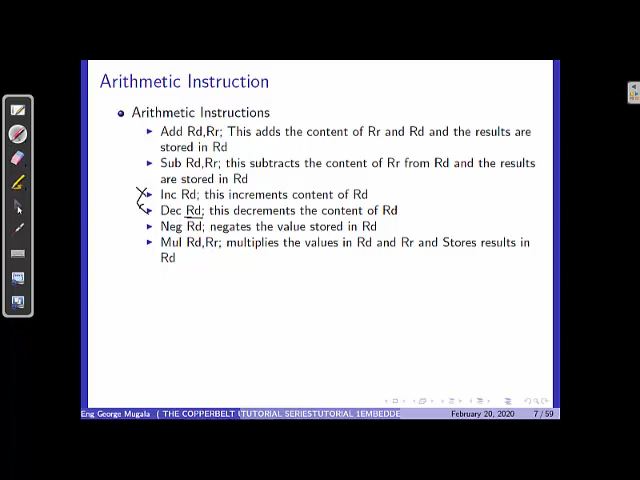 Arithmetic Instruction
Arithmetic Instructions
Add Rd,Rr; This adds the content of Rr and Rd and the results are
stored in Rd
Sub Rd,Rr; this subtracts the content of Rr from Rd and the results
are stored in Rd
Inc Rd; this increments content of Rd
Dec Rd; this decrements the content of Rd
Neg Rd; negates the value stored in Rd
Mul Rd,Rr; multiplies the values in Rd and Rr and Stores results in
Rd
Eng George Mugala ( THE COPPERBELT UTUTORIAL SERIESTUTORIAL 1EMBEDDE February 20, 2020 7 / 59